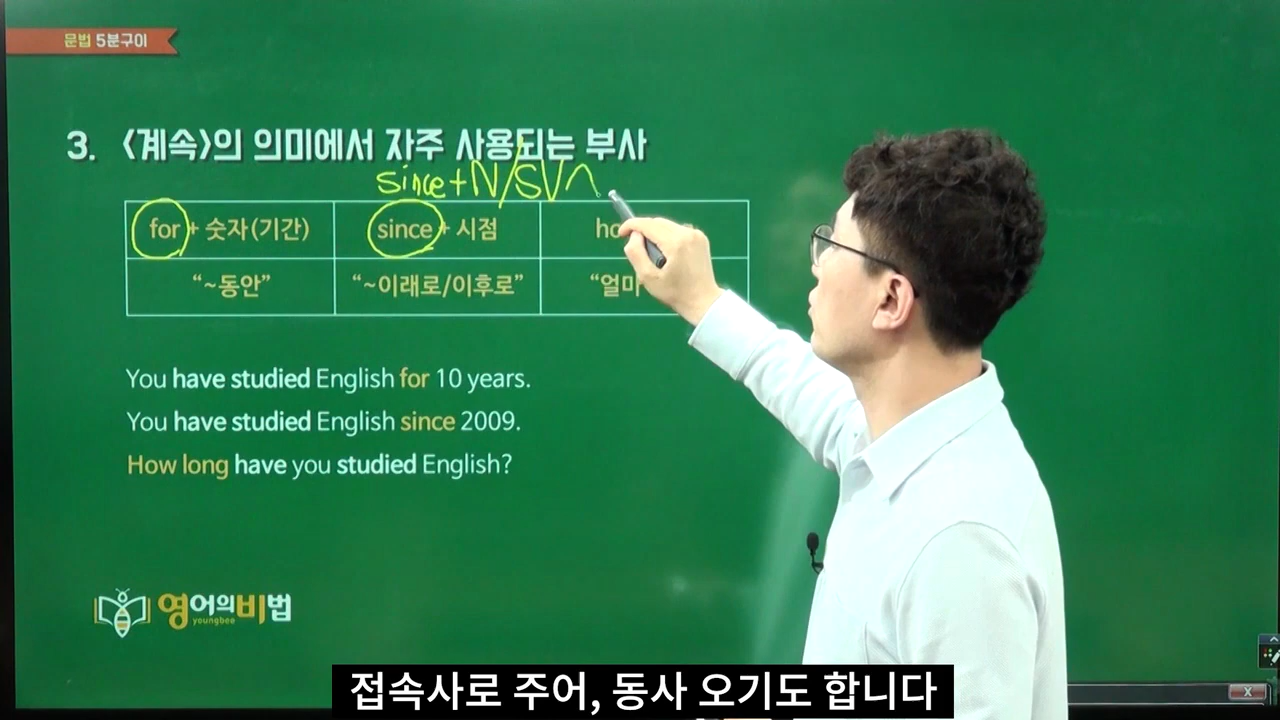 문법 5분구이
3. <계속>의 의미에서 자주 사용되는 부사
since+N/SV
for + 숫자(기간) since + 시점
“~동안” “~이래로/이후로” “얼마
You have studied English for 10 years.
You have studied English since 2009.
How long have you studied English?
영어의비법
youngbee
접속사로 주어, 동사 오기도 합니다
X